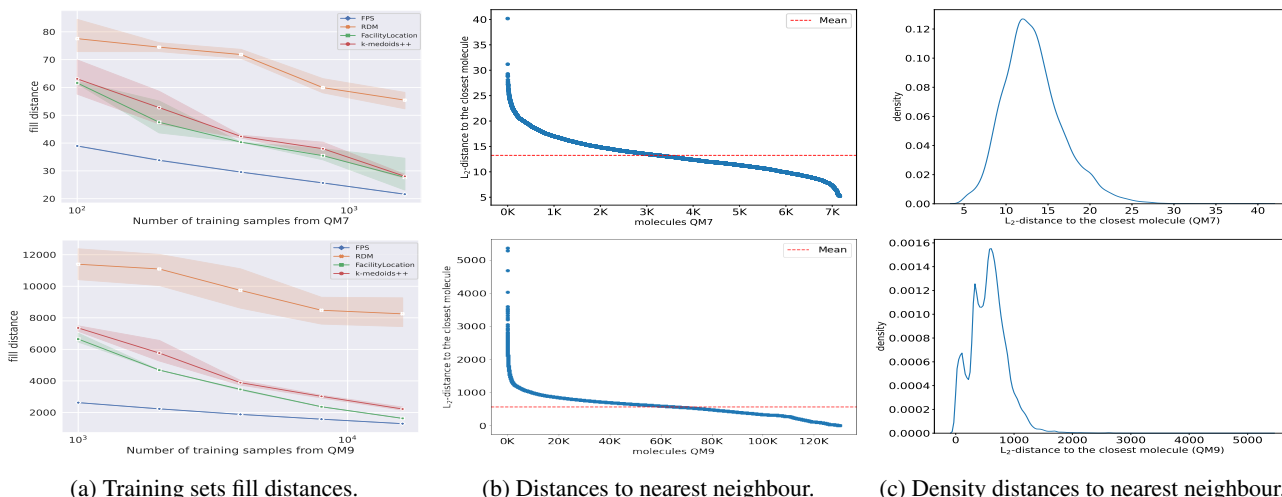 80
70
60
50
40
30
20
10² 10³
fill distance
Number of training samples from QM7
FPS
RDM
FacilityLocation
k-medoids++
40
35
30
25
20
15
10
5
0K 1K 2K 3K 4K 5K 6K 7K
L₂-distance to the closest molecule
molecules QM7
Mean
0.12
0.10
0.08
0.06
0.04
0.02
0.00
5 10 15 20 25 30 35 40
density
L₂-distance to the closest molecule (QM7)
12000
10000
8000
6000
4000
2000
10³ 10⁴
fill distance
Number of training samples from QM9
FPS
RDM
FacilityLocation
k-medoids++
5000
4000
3000
2000
1000
0
0K 20K 40K 60K 80K 100K 120K
L₂-distance to the closest molecule
molecules QM9
Mean
0.0016
0.0014
0.0012
0.0010
0.0008
0.0006
0.0004
0.0002
0.0000
0 1000 2000 3000 4000 5000
density
L₂-distance to the closest molecule (QM9)
(a) Training sets fill distances.
(b) Distances to nearest neighbour.
(c) Density distances to nearest neighbour.